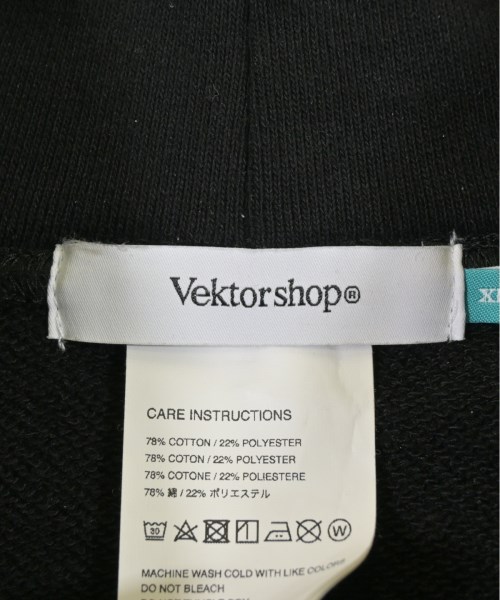 Vektorshop®
CARE INSTRUCTIONS
78% COTTON / 22% POLYESTER
78% COTON / 22% POLYESTER
78% COTONE / 22% POLIESTERE
78% 綿 / 22% ポリエステル
30
W
MACHINE WASH COLD WITH LIKE COLORS
DO NOT BLEACH